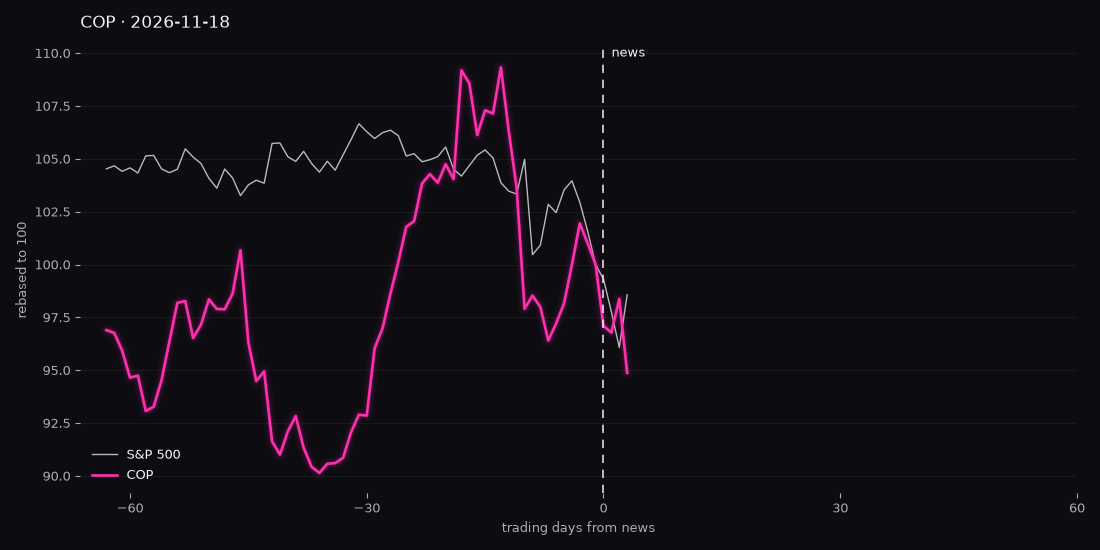 COP · 2026-11-18
news
110.0
107.5
105.0
102.5
100.0
97.5
95.0
92.5
90.0
rebased to 100
S&P 500
COP
−60
−30
0
30
60
trading days from news